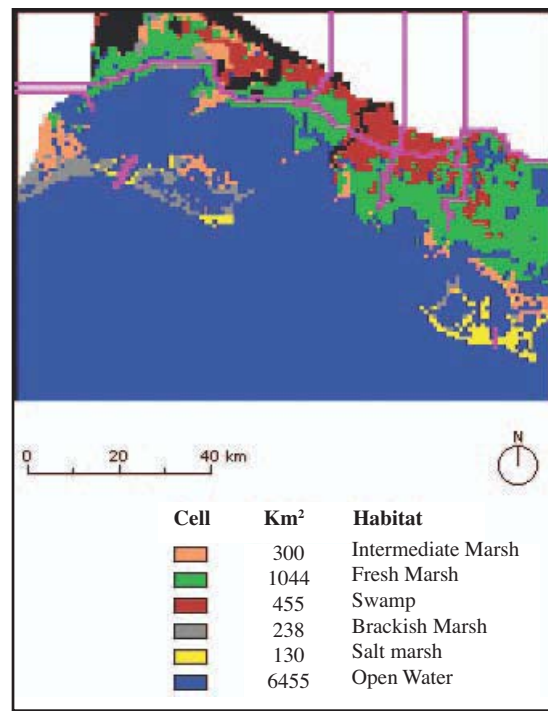 N
0 20 40 km
Cell Km² Habitat
300 Intermediate Marsh
1044 Fresh Marsh
455 Swamp
238 Brackish Marsh
130 Salt marsh
6455 Open Water